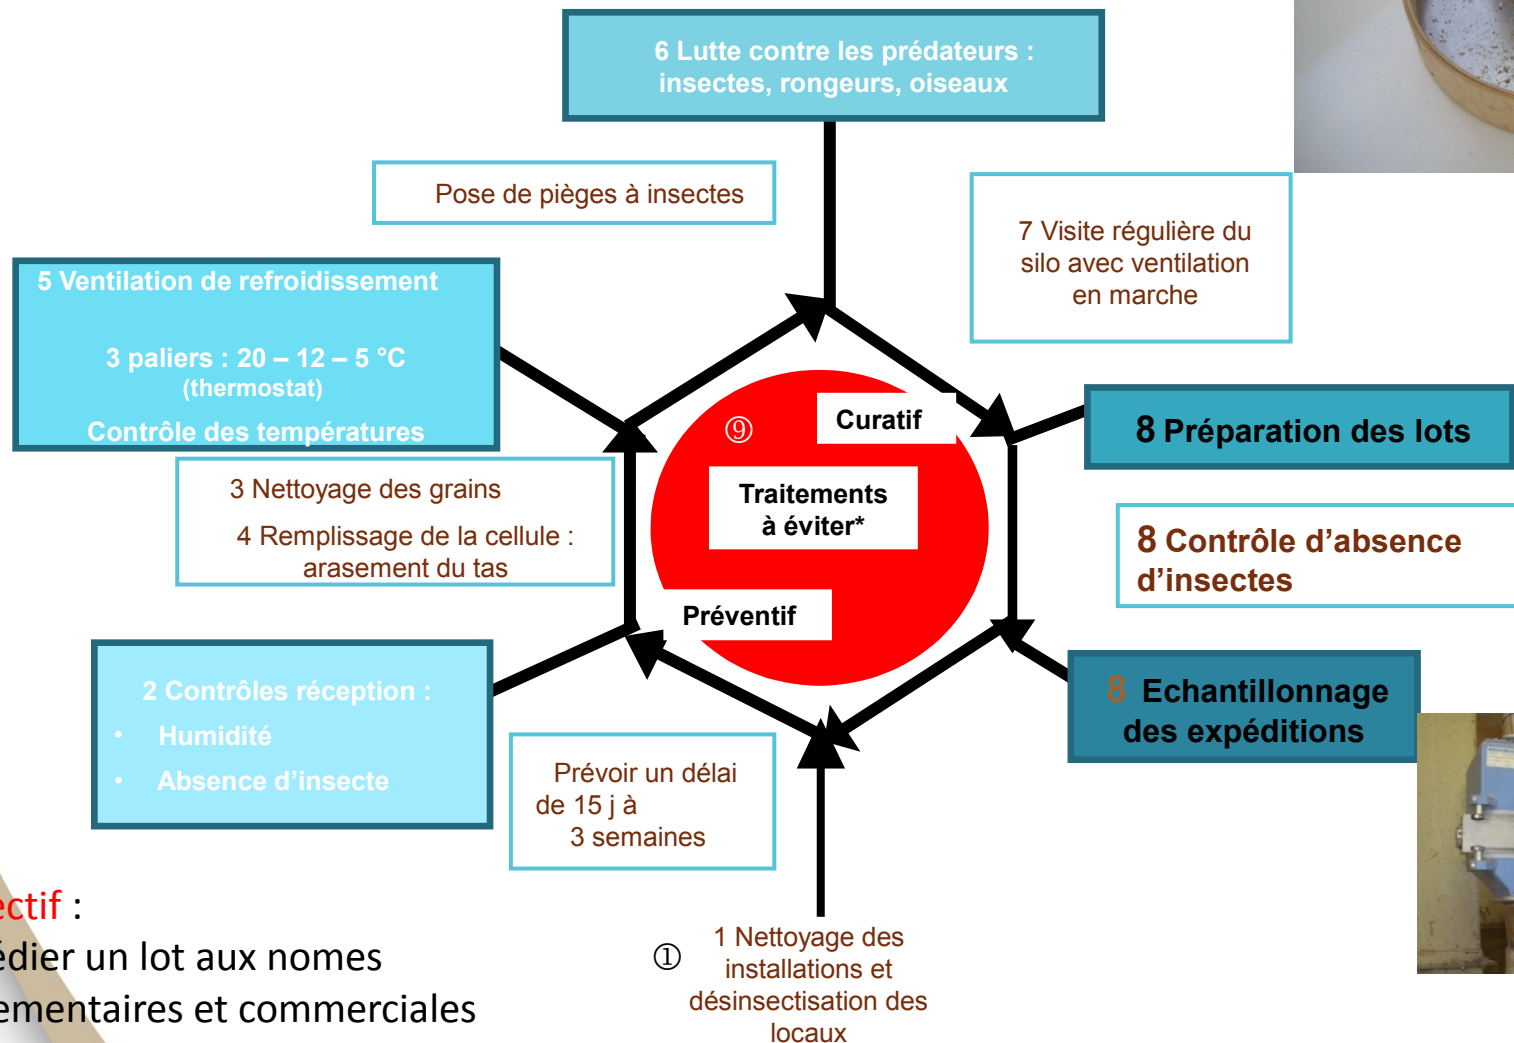 6 Lutte contre les prédateurs :
insectes, rongeurs, oiseaux
Pose de pièges à insectes
7 Visite régulière du
silo avec ventilation
en marche
5 Ventilation de refroidissement
3 paliers : 20 – 12 – 5 °C
(thermostat)
Contrôle des températures
⑨
Curatif
Traitements
à éviter*
Préventif
8 Préparation des lots
3 Nettoyage des grains
4 Remplissage de la cellule :
arasement du tas
8 Contrôle d’absence
d’insectes
2 Contrôles réception :
• Humidité
• Absence d’insecte
8 Echantillonnage
des expéditions
Prévoir un délai
de 15 j à
3 semaines
ectif :
édier un lot aux nomes
ementaires et commerciales
①
1 Nettoyage des
installations et
désinsectisation des
locaux